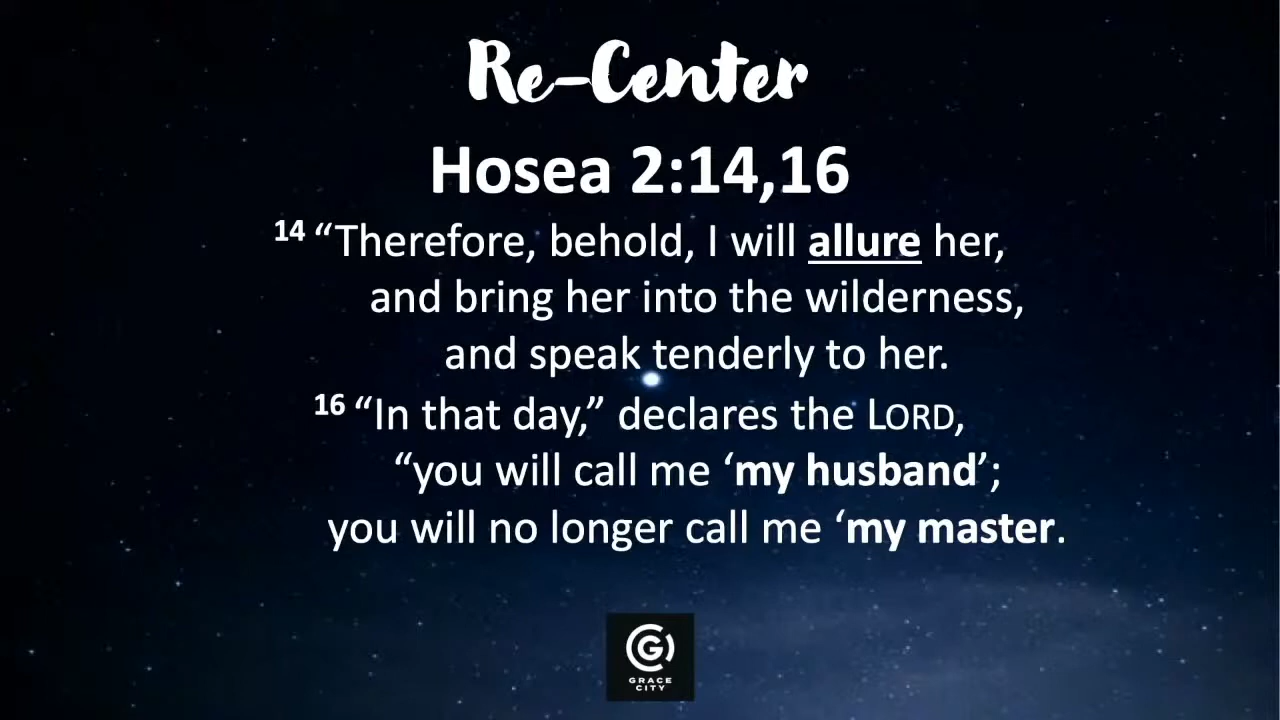 Re-Center
Hosea 2:14,16
14 “Therefore, behold, I will allure her,
and bring her into the wilderness,
and speak tenderly to her.
16 “In that day,” declares the LORD,
“you will call me ‘my husband’;
you will no longer call me ‘my master.
GRACE
CITY